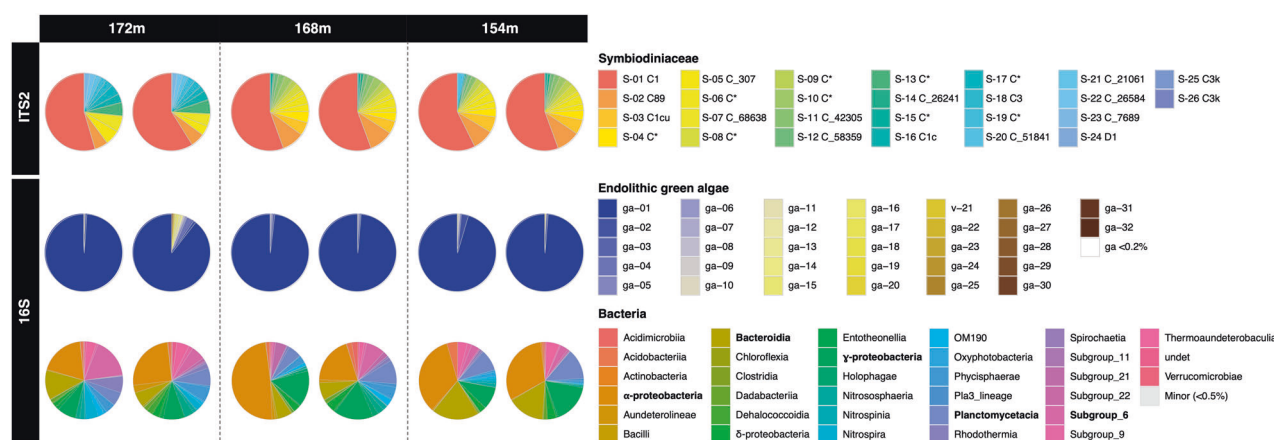 172m 168m 154m
ITS2
16S
Symbiodiniaceae
S-01 C1 S-05 C_307 S-09 C* S-13 C* S-17 C* S-21 C_21061 S-25 C3k
S-02 C89 S-06 C* S-10 C* S-14 C_26241 S-18 C3 S-22 C_26584 S-26 C3k
S-03 C1cu S-07 C_68638 S-11 C_42305 S-15 C* S-19 C* S-23 C_7689
S-04 C* S-08 C* S-12 C_58359 S-16 C1c S-20 C_51841 S-24 D1
Endolithic green algae
ga-01 ga-06 ga-11 ga-16 v-21 ga-26 ga-31
ga-02 ga-07 ga-12 ga-17 ga-22 ga-27 ga-32
ga-03 ga-08 ga-13 ga-18 ga-23 ga-28 ga <0.2%
ga-04 ga-09 ga-14 ga-19 ga-24 ga-29
ga-05 ga-10 ga-15 ga-20 ga-25 ga-30
Bacteria
Acidimicrobiia Bacteroidia Entotheonellia OM190 Spirochaetia Thermoaundeterobaculia
Acidobacteriia Chloroflexia γ-proteobacteria Oxyphotobacteria Subgroup_11 undet
Actinobacteria Clostridia Holophagae Phycisphaerae Subgroup_21 Verrucomicrobiae
α-proteobacteria Dadabacteriia Nitrososphaeria Pla3_lineage Subgroup_22 Minor (<0.5%)
Aundeterolineae Dehalococcoidia Nitrospinia Planctomycetacia Subgroup_6
Bacilli δ-proteobacteria Nitrospira Rhodothermia Subgroup_9